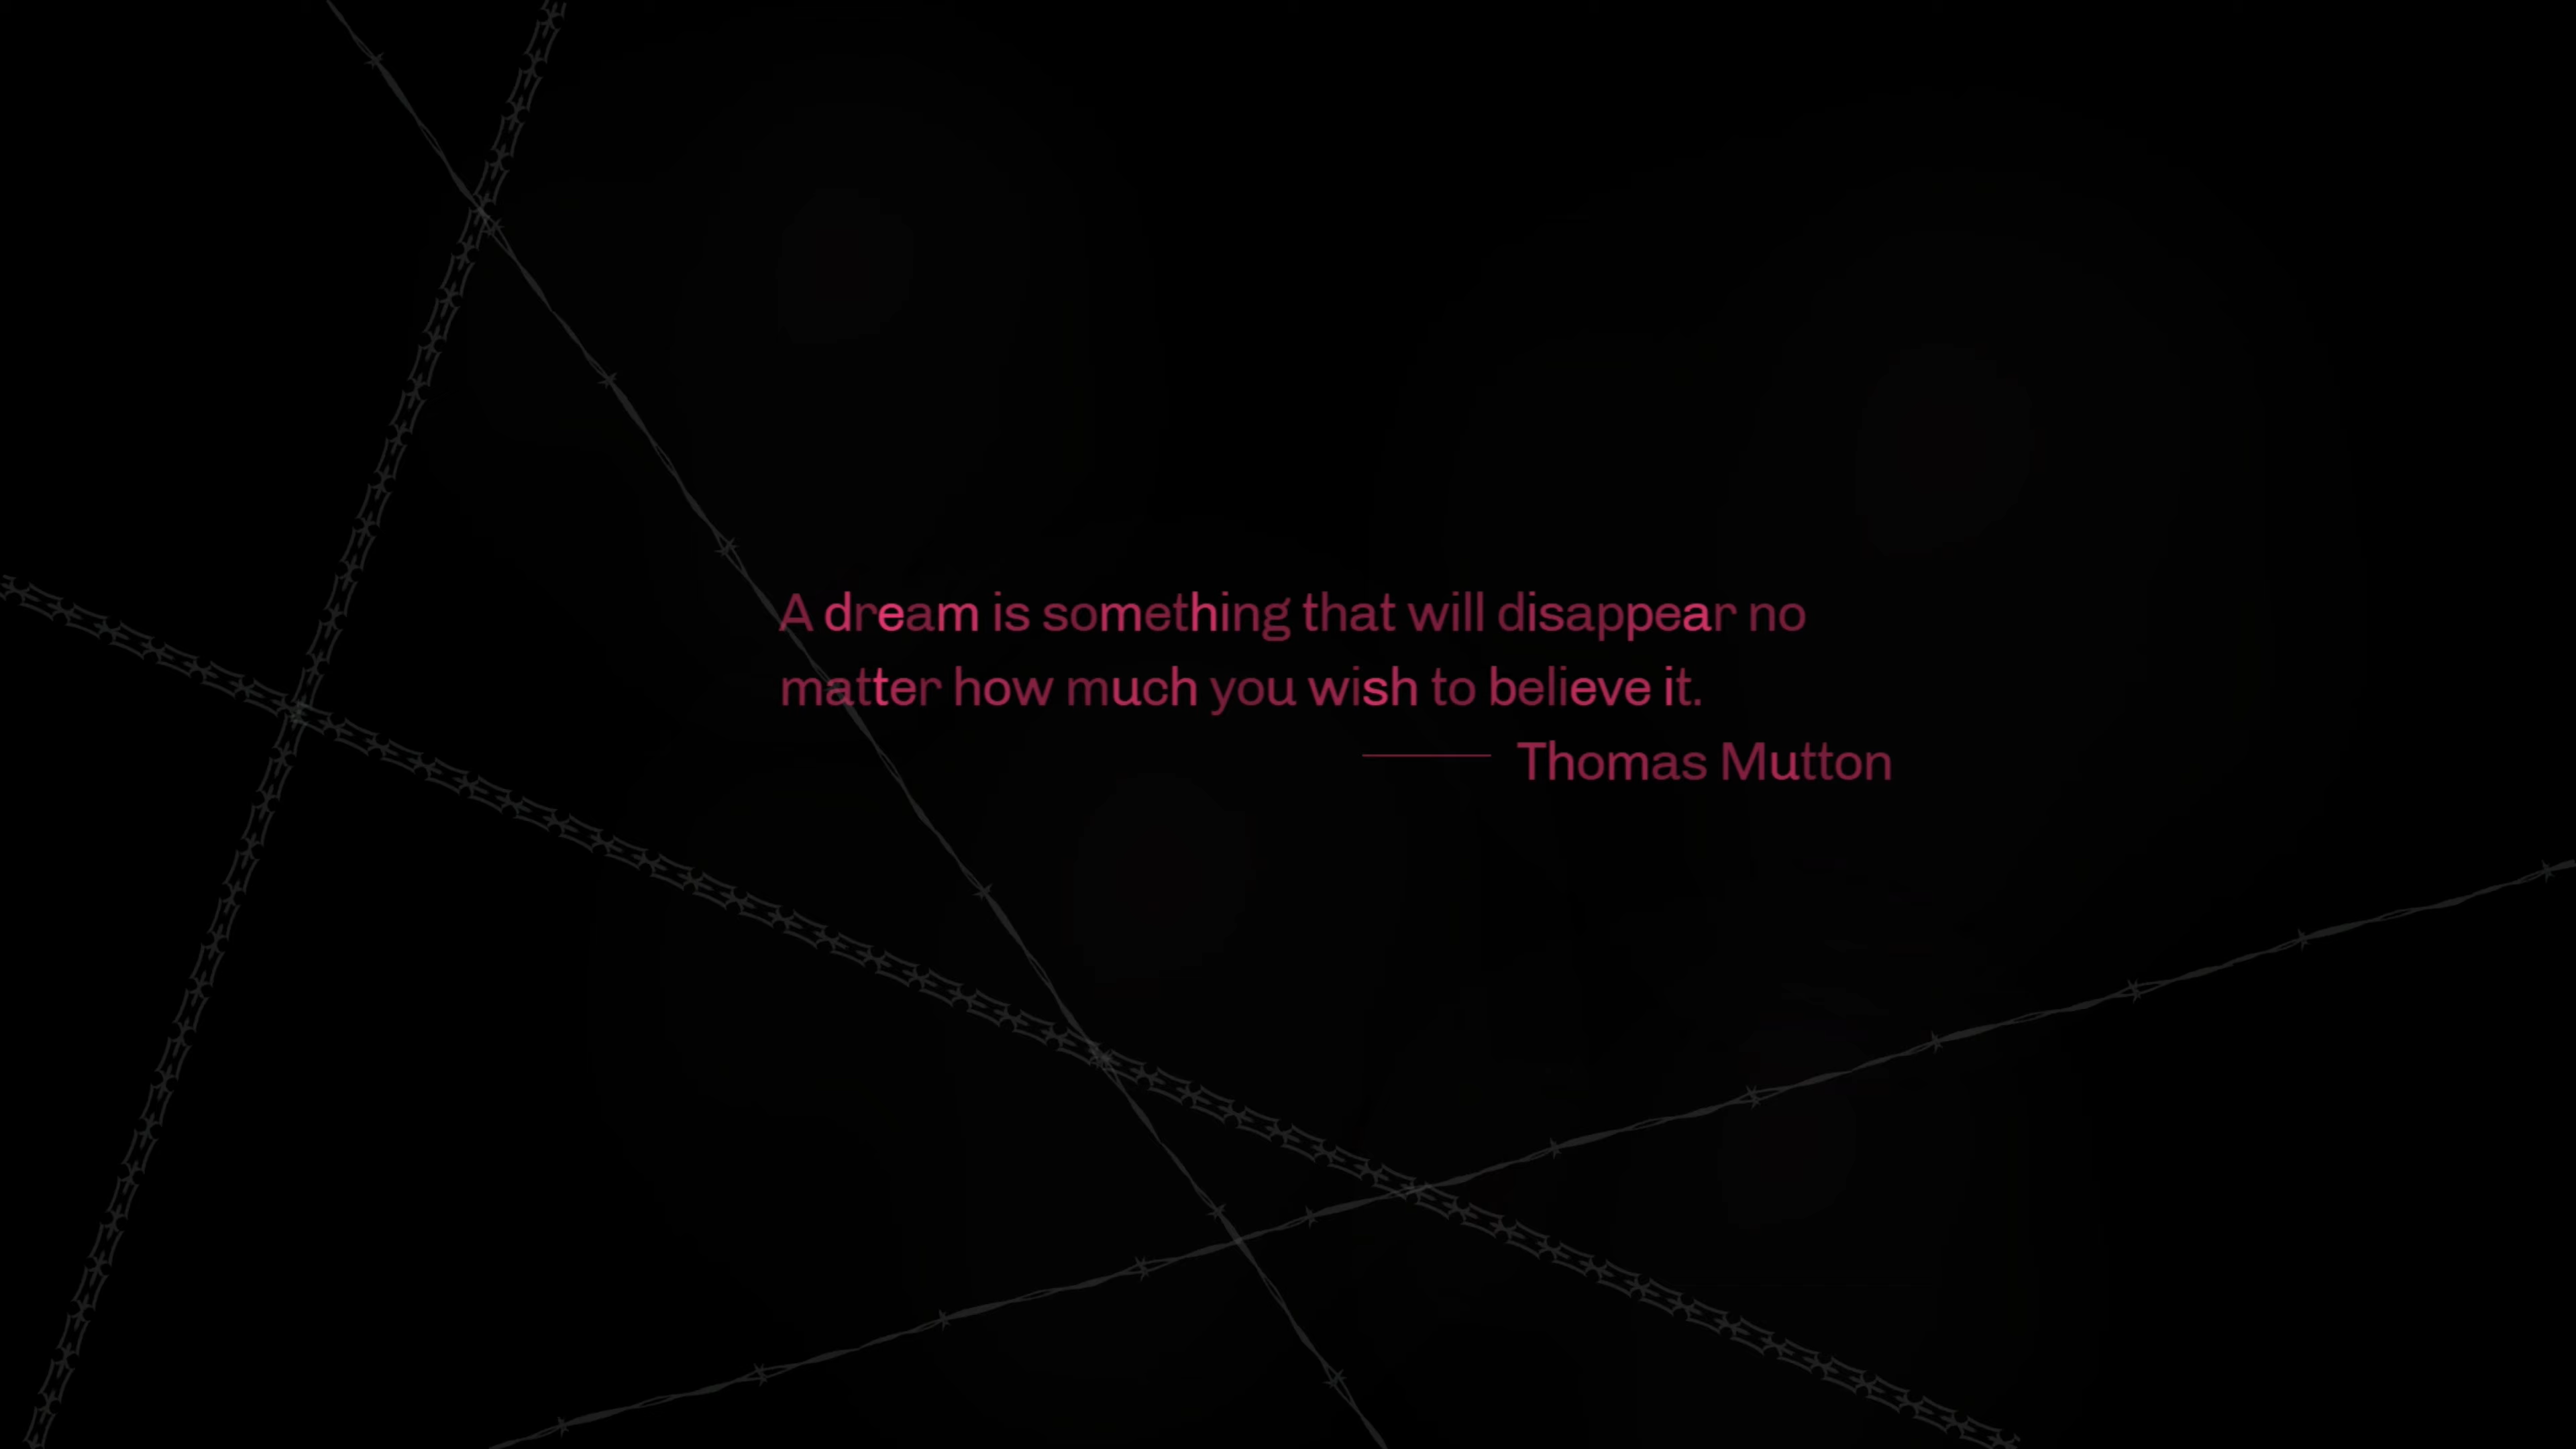 A dream is something that will disappear no
matter how much you wish to believe it.
—— Thomas Mutton